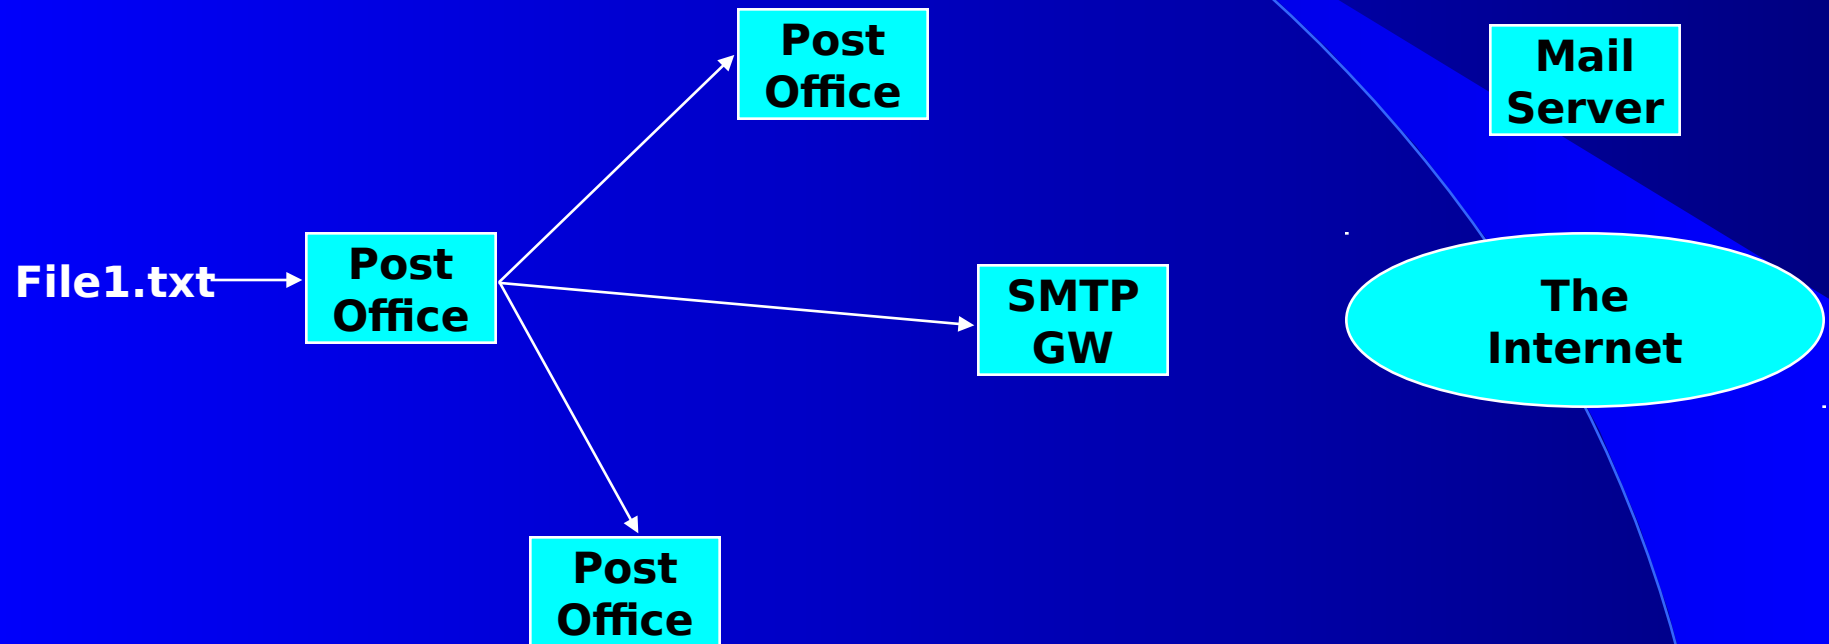 Post
Office
Mail
Server
File1.txt
Post
Office
SMTP
GW
The
Internet
Post
Office